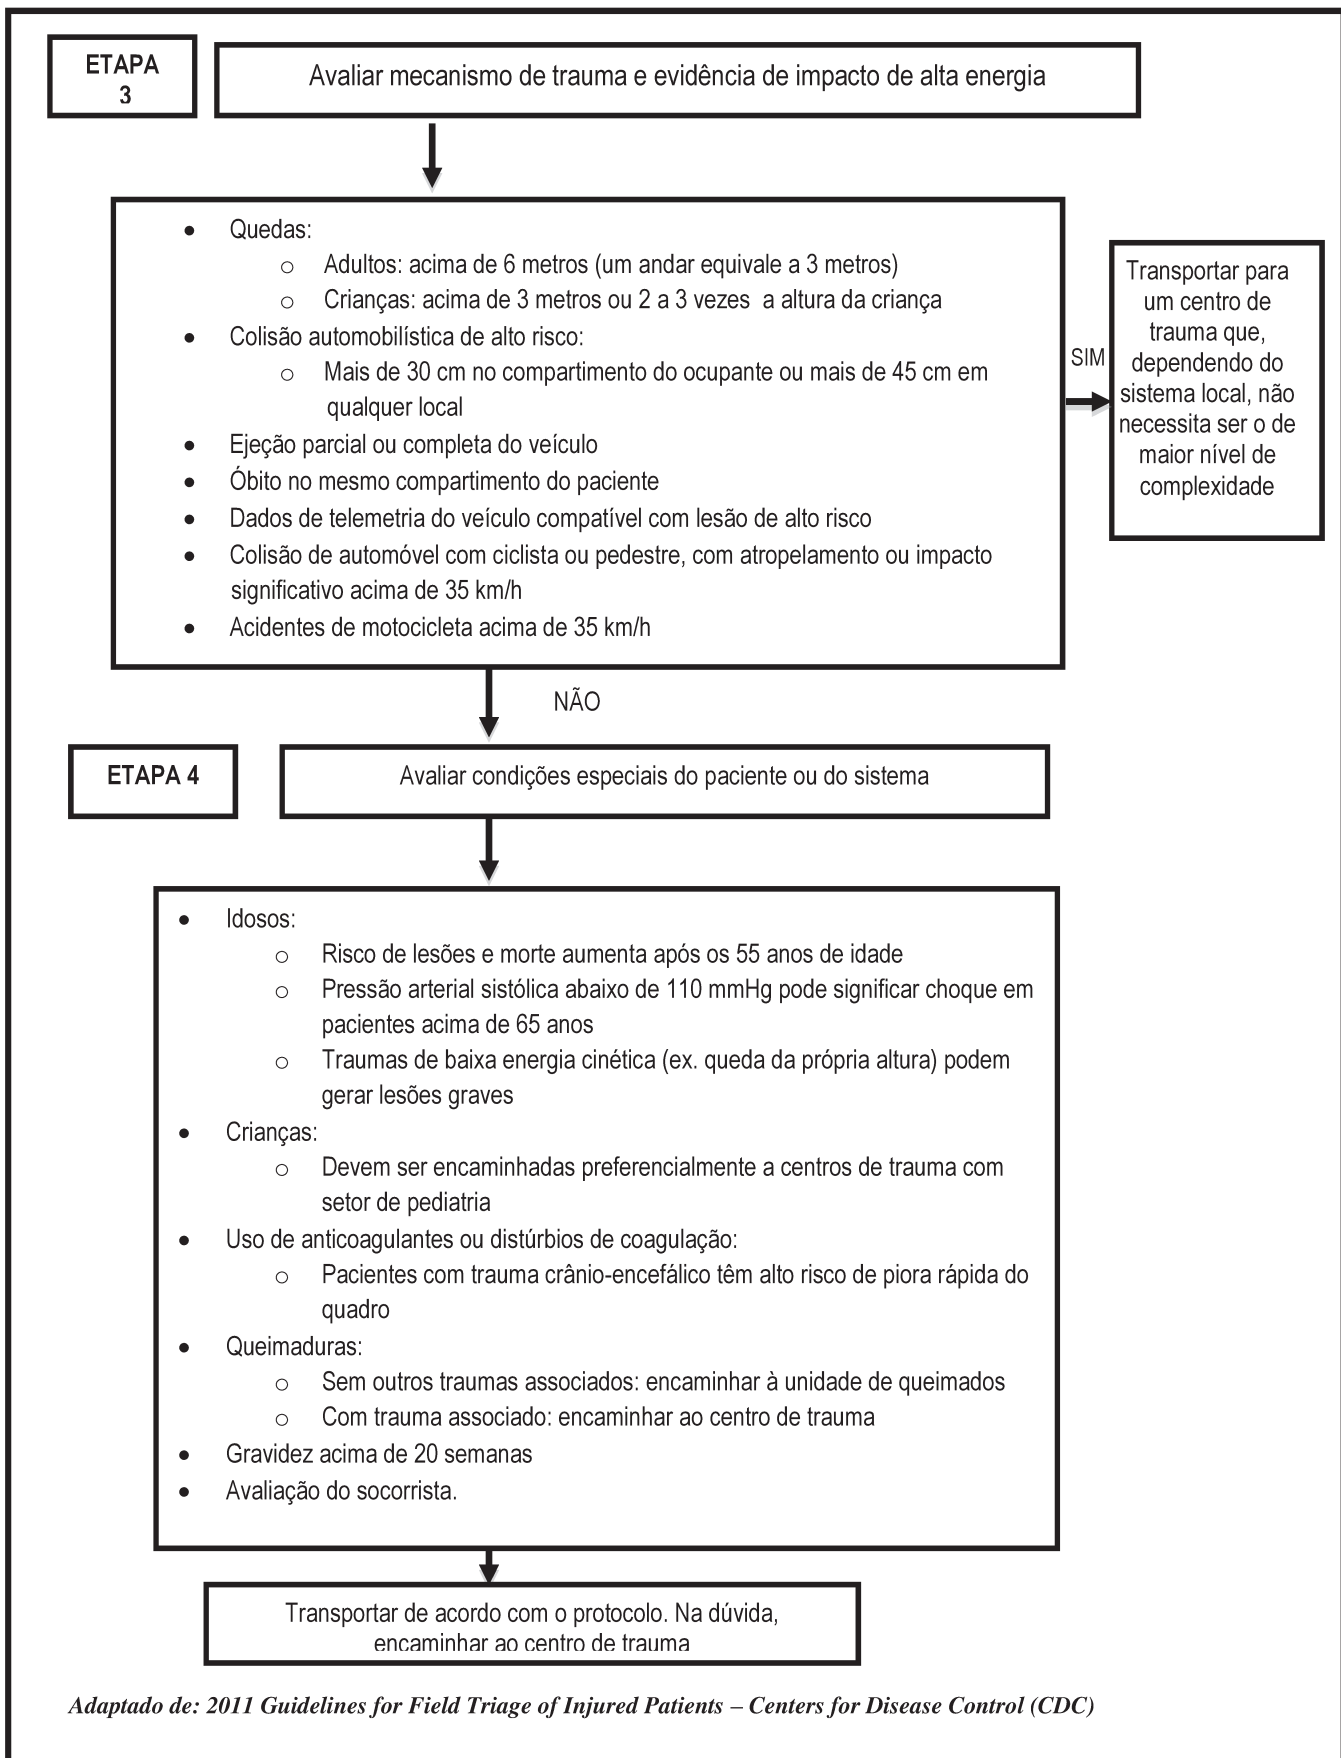 ETAPA
3
Avaliar mecanismo de trauma e evidência de impacto de alta energia
• Quedas:
o Adultos: acima de 6 metros (um andar equivale a 3 metros)
o Crianças: acima de 3 metros ou 2 a 3 vezes a altura da criança
• Colisão automobilística de alto risco:
o Mais de 30 cm no compartimento do ocupante ou mais de 45 cm em
qualquer local
• Ejeção parcial ou completa do veículo
• Óbito no mesmo compartimento do paciente
• Dados de telemetria do veículo compatível com lesão de alto risco
• Colisão de automóvel com ciclista ou pedestre, com atropelamento ou impacto
significativo acima de 35 km/h
• Acidentes de motocicleta acima de 35 km/h
SIM
Transportar para
um centro de
trauma que,
dependendo do
sistema local, não
necessita ser o de
maior nível de
complexidade
NÃO
ETAPA 4
Avaliar condições especiais do paciente ou do sistema
• Idosos:
o Risco de lesões e morte aumenta após os 55 anos de idade
o Pressão arterial sistólica abaixo de 110 mmHg pode significar choque em
pacientes acima de 65 anos
o Traumas de baixa energia cinética (ex. queda da própria altura) podem
gerar lesões graves
• Crianças:
o Devem ser encaminhadas preferencialmente a centros de trauma com
setor de pediatria
• Uso de anticoagulantes ou distúrbios de coagulação:
o Pacientes com trauma crânio-encefálico têm alto risco de piora rápida do
quadro
• Queimaduras:
o Sem outros traumas associados: encaminhar à unidade de queimados
o Com trauma associado: encaminhar ao centro de trauma
• Gravidez acima de 20 semanas
• Avaliação do socorrista.
Transportar de acordo com o protocolo. Na dúvida,
encaminhar ao centro de trauma
Adaptado de: 2011 Guidelines for Field Triage of Injured Patients – Centers for Disease Control (CDC)